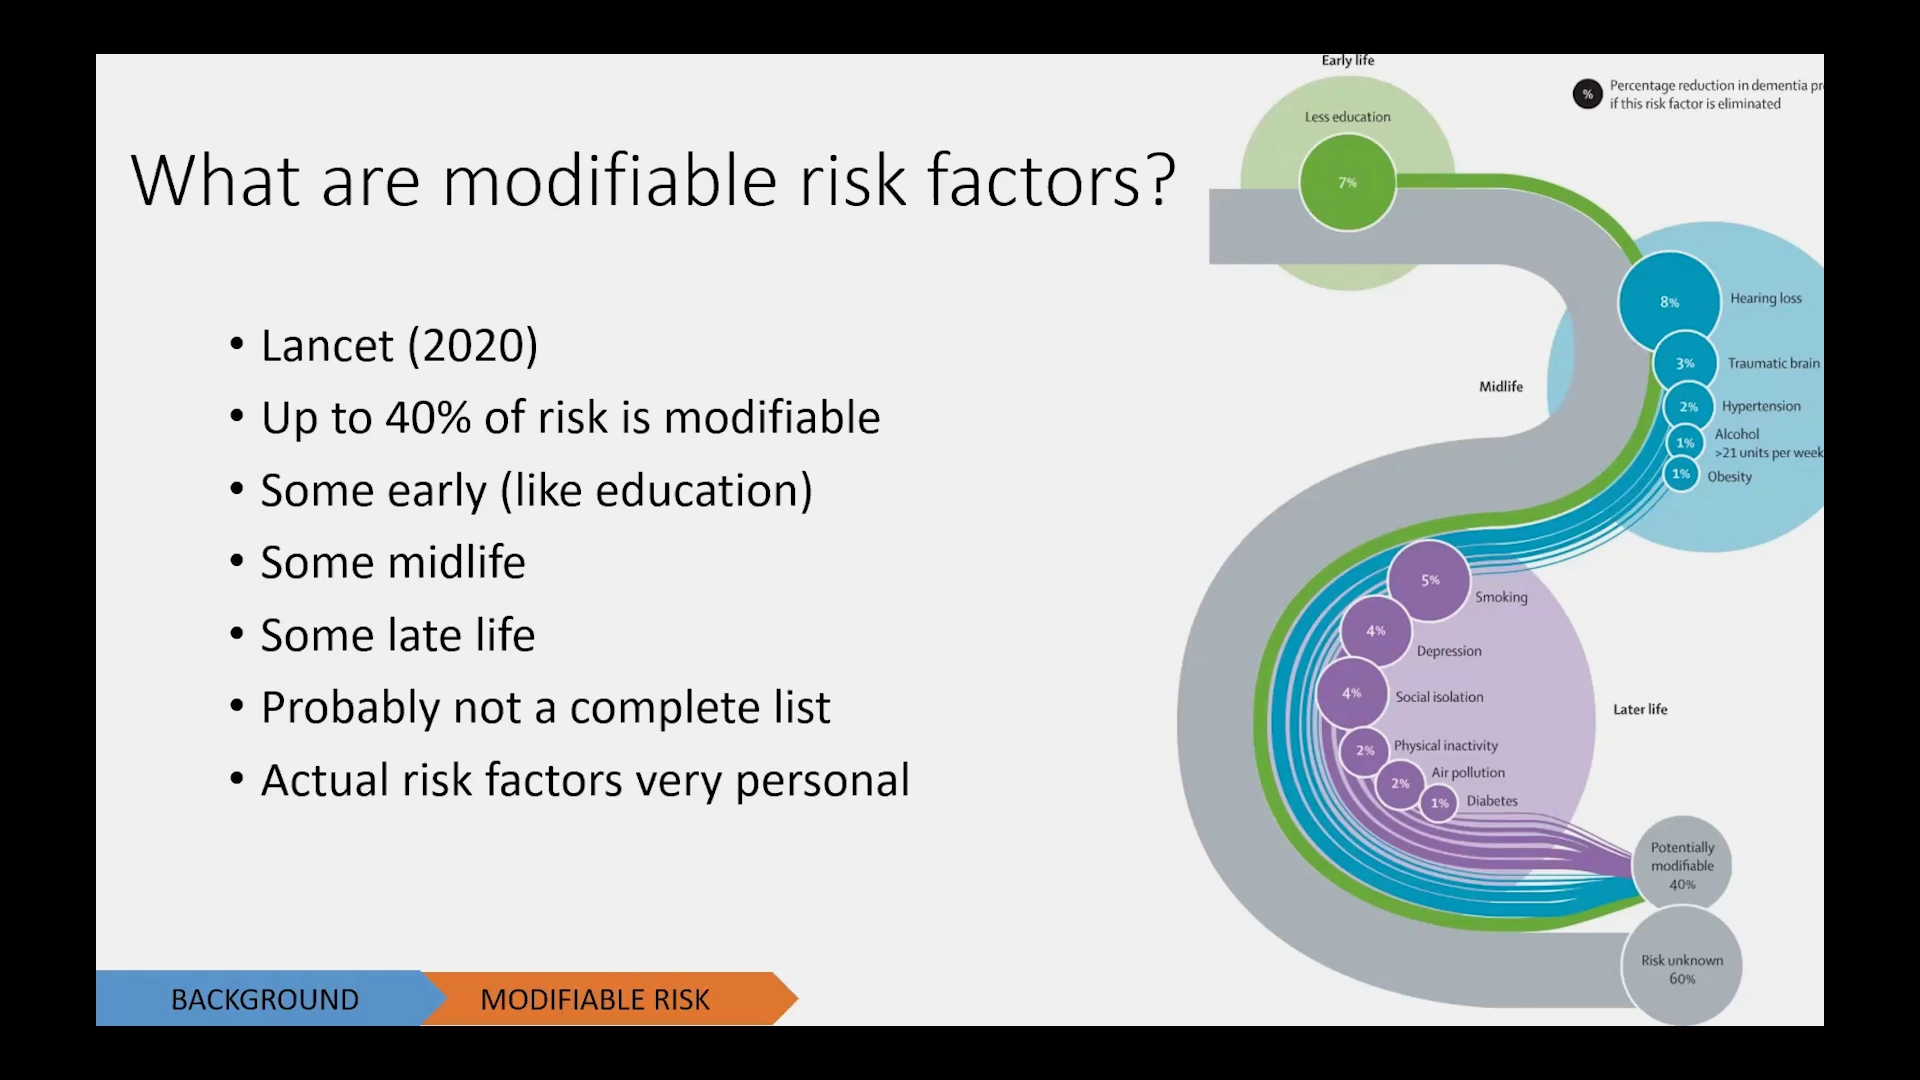 What are modifiable risk factors?
• Lancet (2020)
• Up to 40% of risk is modifiable
• Some early (like education)
• Some midlife
• Some late life
• Probably not a complete list
• Actual risk factors very personal
BACKGROUND
MODIFIABLE RISK
Early life
Less education
7%
%
Percentage reduction in dementia
if this risk factor is eliminated
8%
Hearing loss
3%
Traumatic brain
Midlife
2%
Hypertension
1%
Alcohol
>21 units per week
1%
Obesity
5%
Smoking
4%
Depression
4%
Social isolation
Later life
2%
Physical inactivity
2%
Air pollution
1%
Diabetes
Potentially
modifiable
40%
Risk unknown
60%